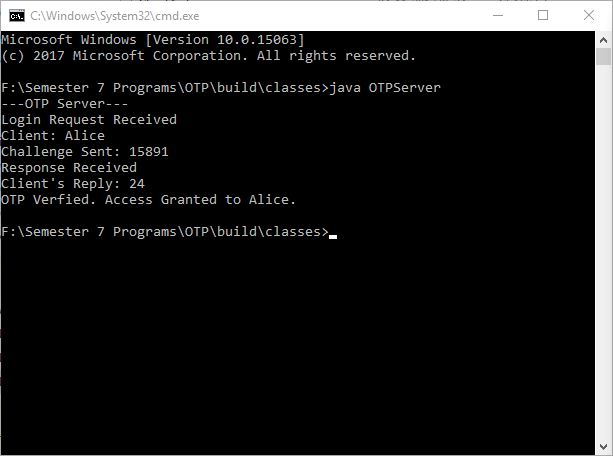 C:\Windows\System32\cmd.exe
Microsoft Windows [Version 10.0.15063]
(c) 2017 Microsoft Corporation. All rights reserved.
F:\Semester 7 Programs\OTP\build\classes>java OTPServer
---OTP Server---
Login Request Received
Client: Alice
Challenge Sent: 15891
Response Received
Client's Reply: 24
OTP Verfied. Access Granted to Alice.
F:\Semester 7 Programs\OTP\build\classes>